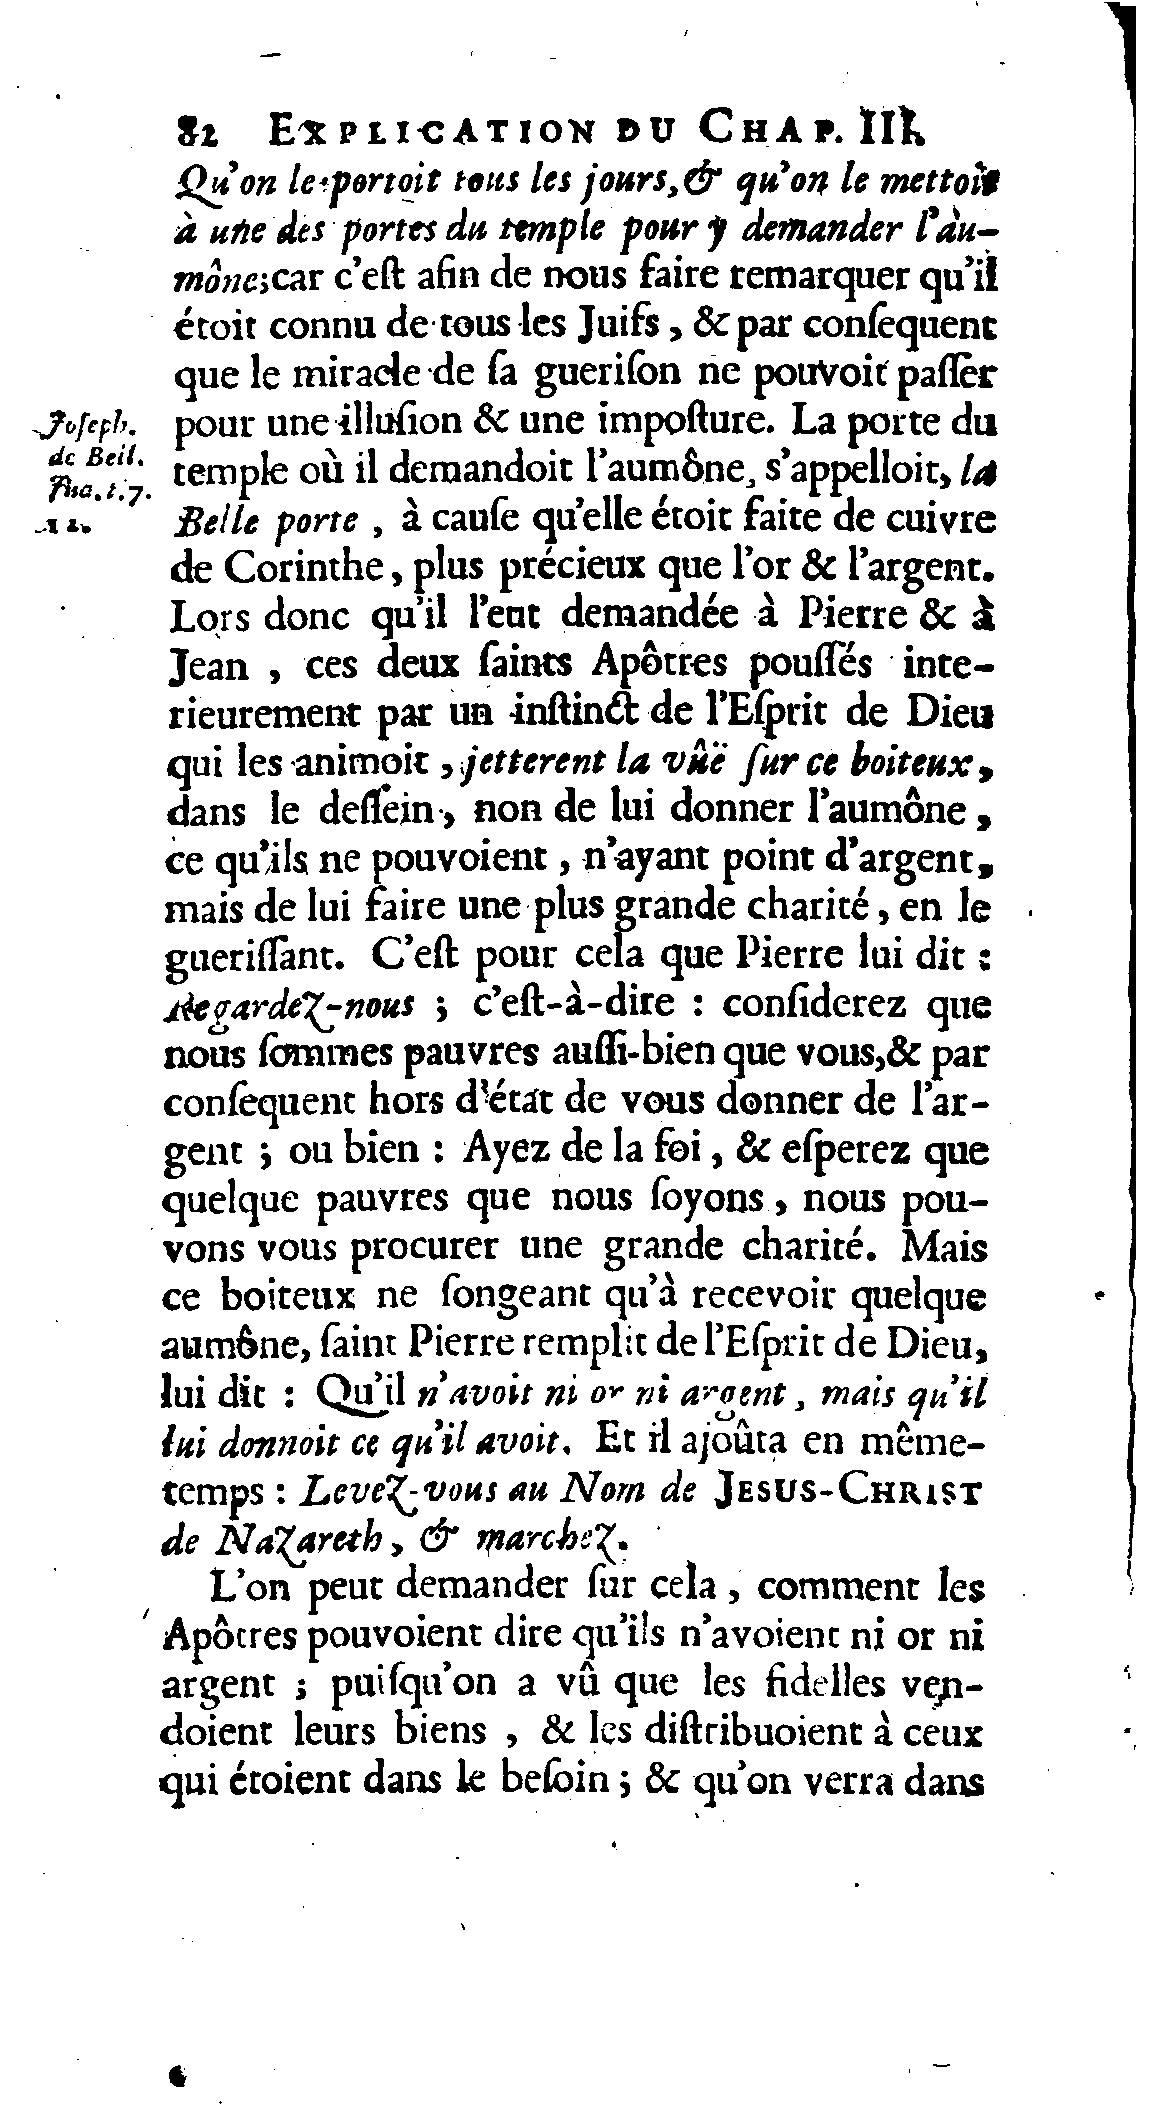 82 EXPLICATION DU CHAP. III.
Qu'on le portoit tous les jours, & qu'on le mettoit
à une des portes du temple pour y demander l'au-
mône; car c'eſt afin de nous faire remarquer qu'il
étoit connu de tous les Juifs, & par conſequent
que le miracle de ſa gueriſon ne pouvoit paſſer
pour une illuſion & une impoſture. La porte du
temple où il demandoit l'aumône, s'appelloit, la
Belle porte, à cauſe qu'elle étoit faite de cuivre
de Corinthe, plus précieux que l'or & l'argent.
Lors donc qu'il l'eut demandée à Pierre & à
Jean, ces deux ſaints Apôtres pouſſés inte-
rieurement par un inſtinct de l'Eſprit de Dieu
qui les animoit, jetterent la vûë ſur ce boiteux,
dans le deſſein, non de lui donner l'aumône,
ce qu'ils ne pouvoient, n'ayant point d'argent,
mais de lui faire une plus grande charité, en le
gueriſſant. C'eſt pour cela que Pierre lui dit :
Regardez-nous ; c'eſt-à-dire : conſiderez que
nous ſommes pauvres auſſi-bien que vous, & par
conſequent hors d'état de vous donner de l'ar-
gent ; ou bien : Ayez de la foi, & eſperez que
quelque pauvres que nous ſoyons, nous pou-
vons vous procurer une grande charité. Mais
ce boiteux ne ſongeant qu'à recevoir quelque
aumône, ſaint Pierre remplit de l'Eſprit de Dieu,
lui dit : Qu'il n'avoit ni or ni argent, mais qu'il
lui donnoit ce qu'il avoit. Et il ajoûta en même-
temps : Levez-vous au Nom de JESUS-CHRIST
de Nazareth, & marchez.
L'on peut demander ſur cela, comment les
Apôtres pouvoient dire qu'ils n'avoient ni or ni
argent ; puiſqu'on a vû que les fidelles ven-
doient leurs biens, & les diſtribuoient à ceux
qui étoient dans le beſoin ; & qu'on verra dans
Joſeph.
de Bell.
12.